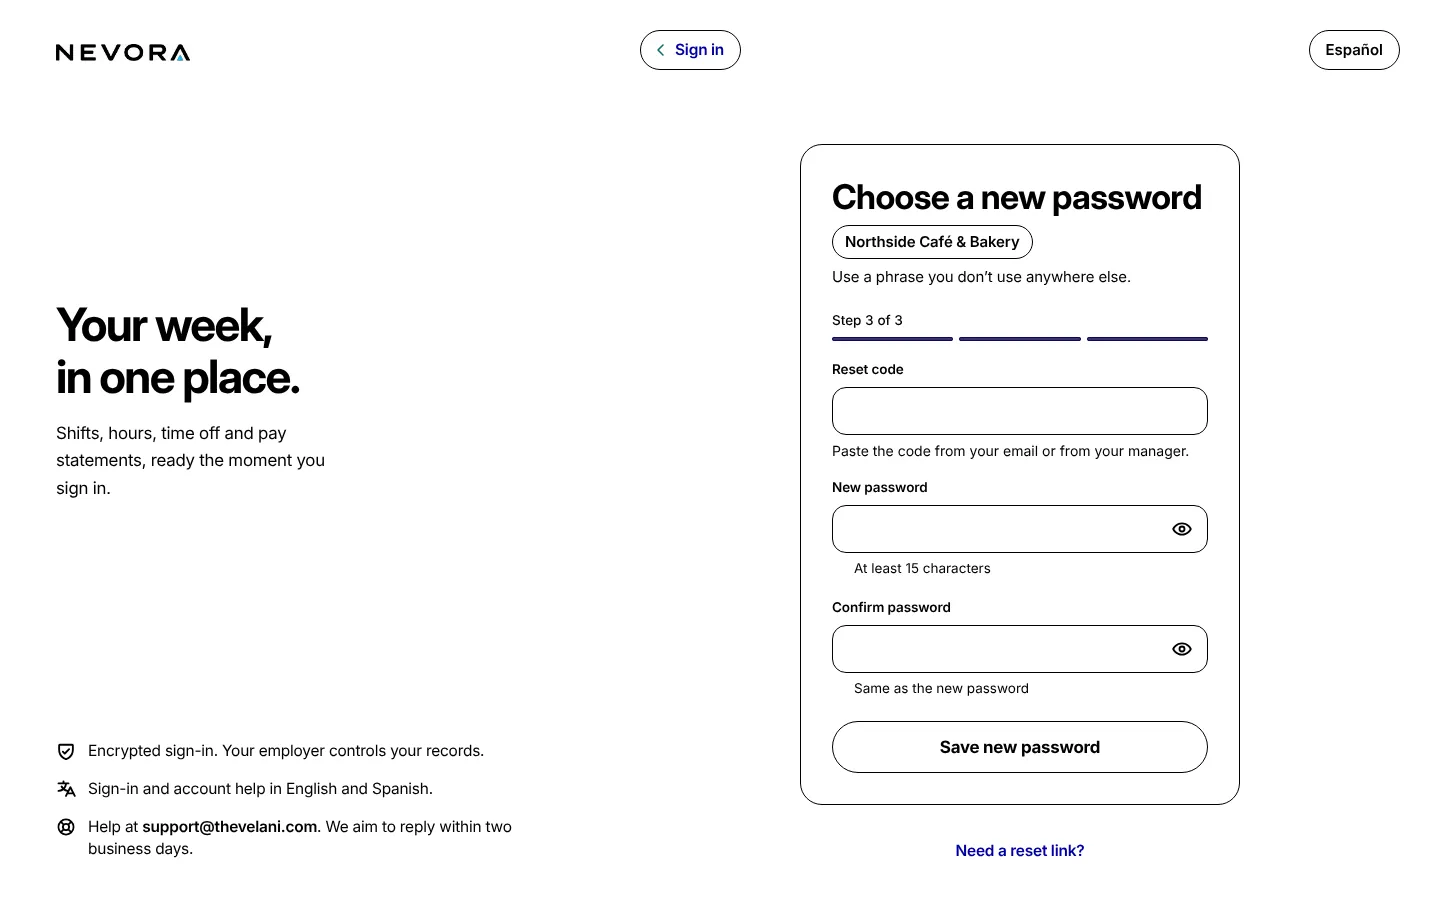 NEVORA
Sign in
Español
Your week,
in one place.
Shifts, hours, time off and pay
statements, ready the moment you
sign in.
Encrypted sign-in. Your employer controls your records.
Sign-in and account help in English and Spanish.
Help at support@thevelani.com. We aim to reply within two
business days.
Choose a new password
Northside Café & Bakery
Use a phrase you don’t use anywhere else.
Step 3 of 3
Reset code
Paste the code from your email or from your manager.
New password
At least 15 characters
Confirm password
Same as the new password
Save new password
Need a reset link?